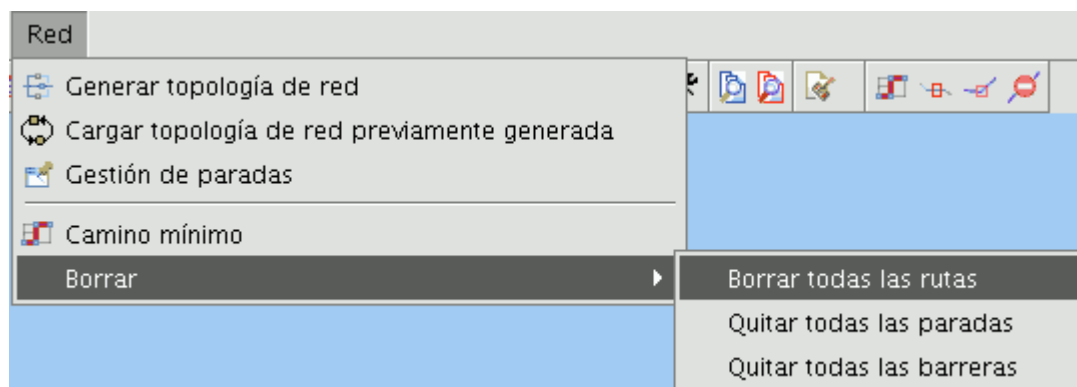 Red
Generar topología de red
Cargar topología de red previamente generada
Gestión de paradas
Camino mínimo
Borrar
Borrar todas las rutas
Quitar todas las paradas
Quitar todas las barreras